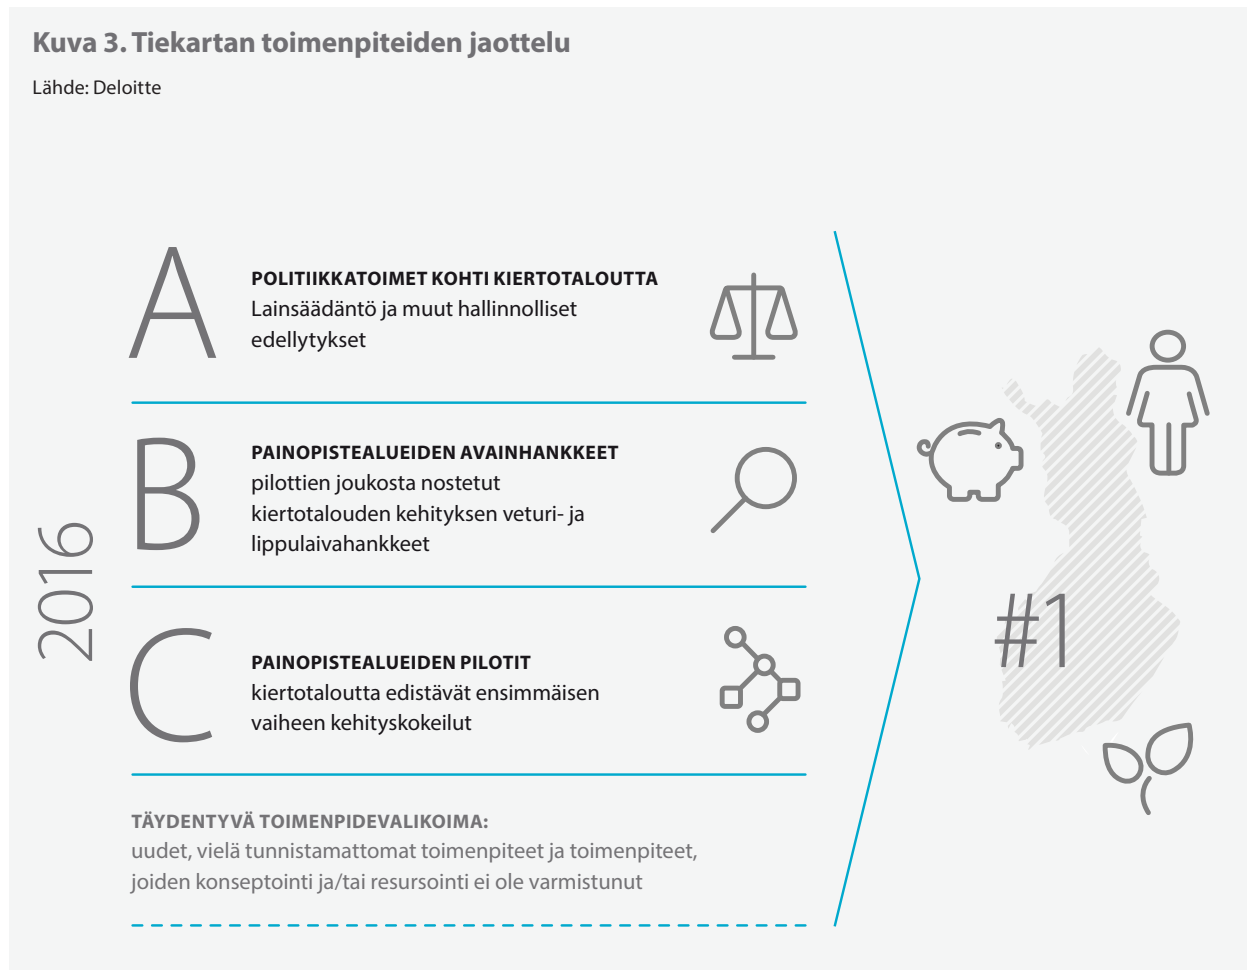 Kuva 3. Tiekartan toimenpiteiden jaottelu
Lähde: Deloitte
2016
A
POLITIIKKATOIMET KOHTI KIERTOTALOUTTA
Lainsäädäntö ja muut hallinnolliset
edellytykset
B
PAINOPISTEALUEIDEN AVAINHANKKEET
pilottien joukosta nostetut
kiertotalouden kehityksen veturi- ja
lippulaivahankkeet
C
PAINOPISTEALUEIDEN PILOTIT
kiertotaloutta edistävät ensimmäisen
vaiheen kehityskokeilut
TÄYDENTYVÄ TOIMENPIDEVALIKOIMA:
uudet, vielä tunnistamattomat toimenpiteet ja toimenpiteet,
joiden konseptointi ja/tai resursointi ei ole varmistunut
#1